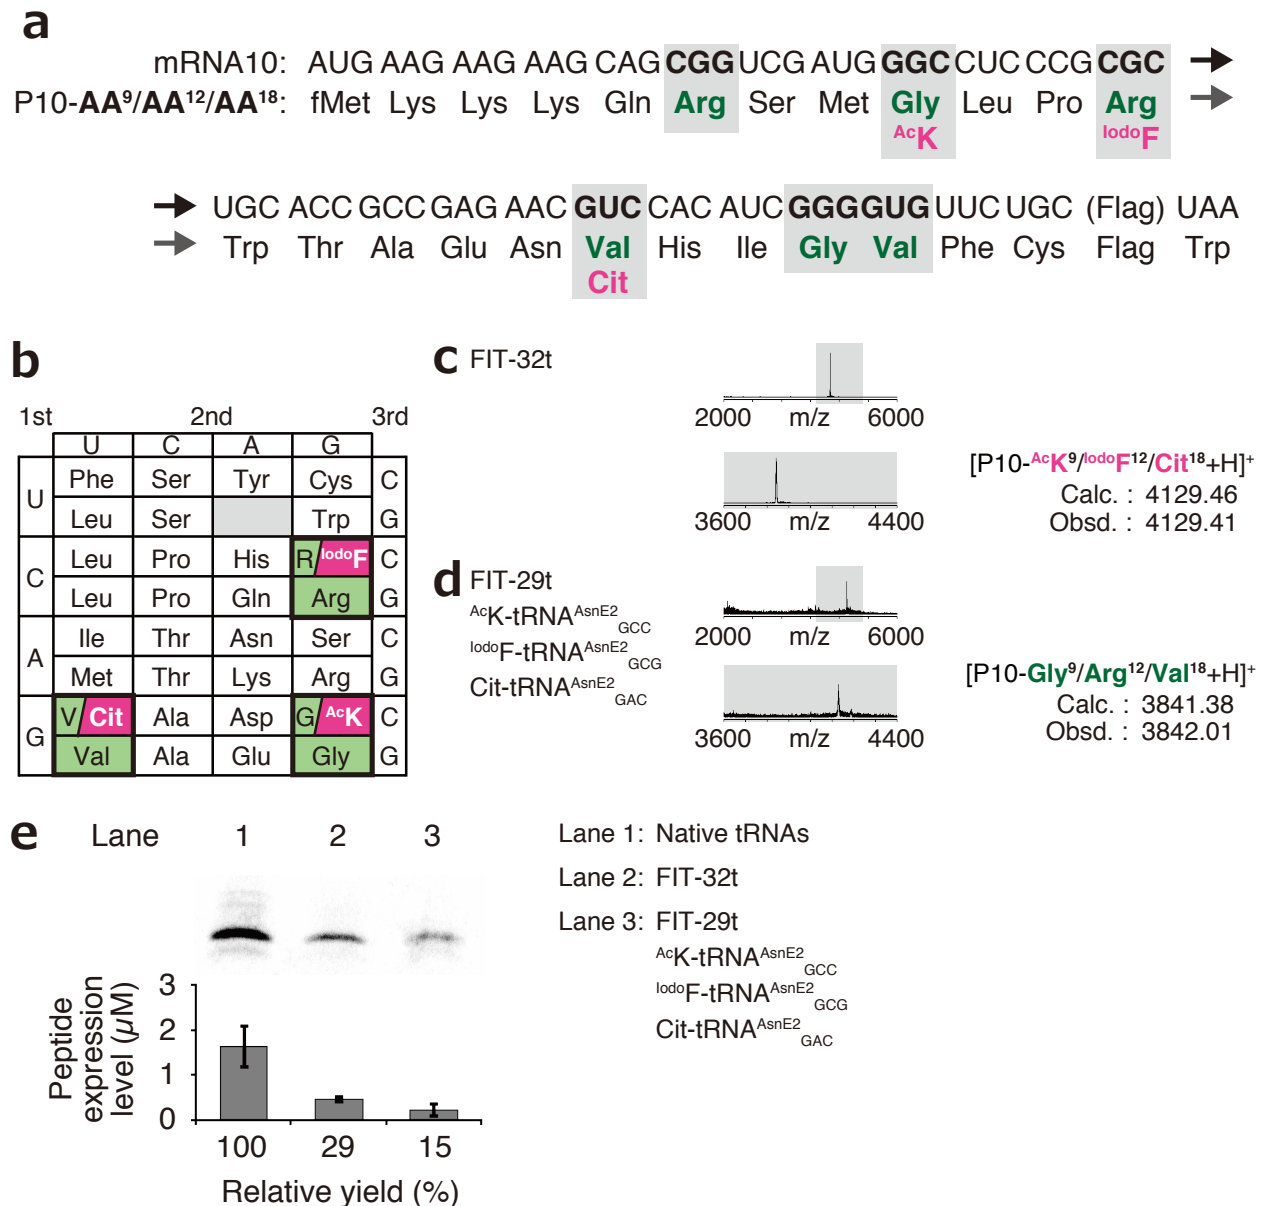 a
mRNA10: AUG AAG AAG AAG CAG CGG UCG AUG GGC CUC CCG CGC
P10-AA9/AA12/AA18: fMet Lys Lys Lys Gln Arg Ser Met Gly Leu Pro Arg
AcK IodoF
UGC ACC GCC GAG AAC GUC CAC AUC GGG GUG UUC UGC (Flag) UAA
Trp Thr Ala Glu Asn Val His Ile Gly Val Phe Cys Flag Trp
Cit
b
1st 2nd 3rd
U C A G
U Phe Ser Tyr Cys C
Leu Ser Trp G
C Leu Pro His R/IodoF C
Leu Pro Gln Arg G
A Ile Thr Asn Ser C
Met Thr Lys Arg G
G V/Cit Ala Asp G/AcK C
Val Ala Glu Gly G
c FIT-32t
2000 m/z 6000
3600 m/z 4400
[P10-AcK9/IodoF12/Cit18+H]+
Calc. : 4129.46
Obsd. : 4129.41
d FIT-29t
AcK-tRNAAsnE2GCC
IodoF-tRNAAsnE2GCG
Cit-tRNAAsnE2GAC
2000 m/z 6000
3600 m/z 4400
[P10-Gly9/Arg12/Val18+H]+
Calc. : 3841.38
Obsd. : 3842.01
e Lane 1 2 3
Peptide
expression
level (µM)
3
2
1
0
100 29 15
Relative yield (%)
Lane 1: Native tRNAs
Lane 2: FIT-32t
Lane 3: FIT-29t
AcK-tRNAAsnE2GCC
IodoF-tRNAAsnE2GCG
Cit-tRNAAsnE2GAC